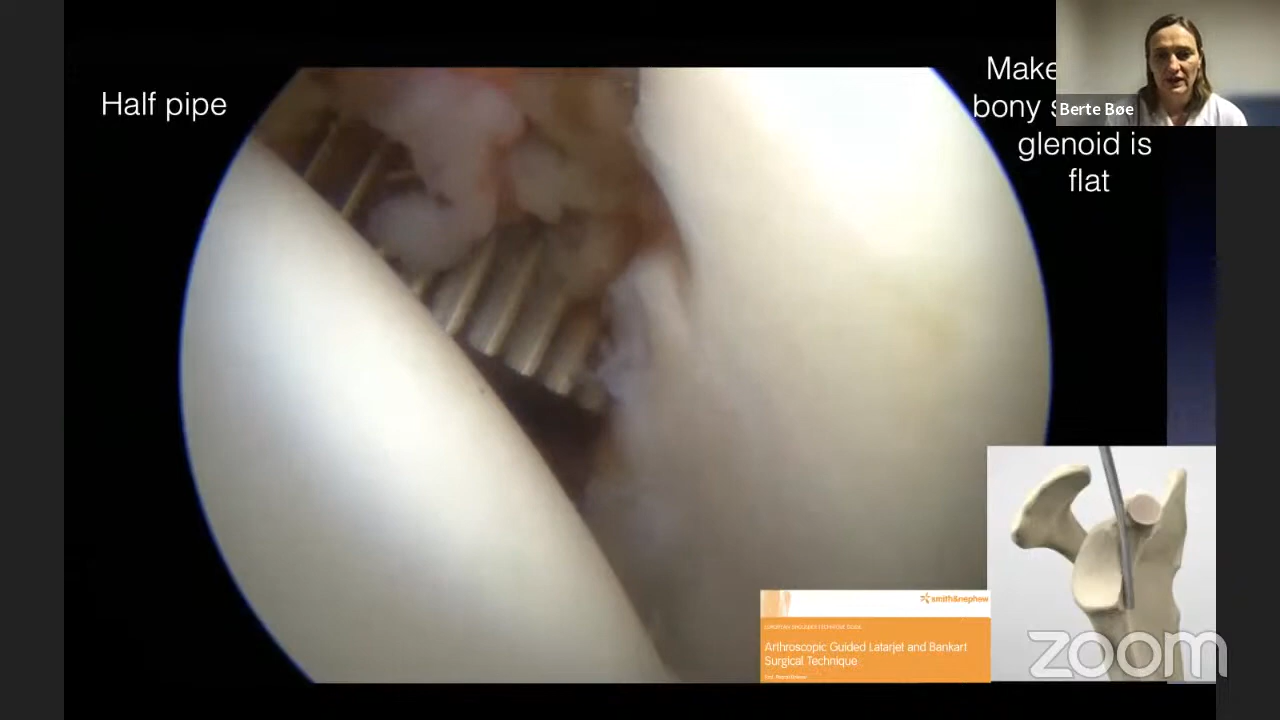 Half pipe
Make
bony
glenoid is
flat
Berte Bøe
smith&nephew
Arthroscopic Guided Latarjet and Bankart
Surgical Technique
zoom